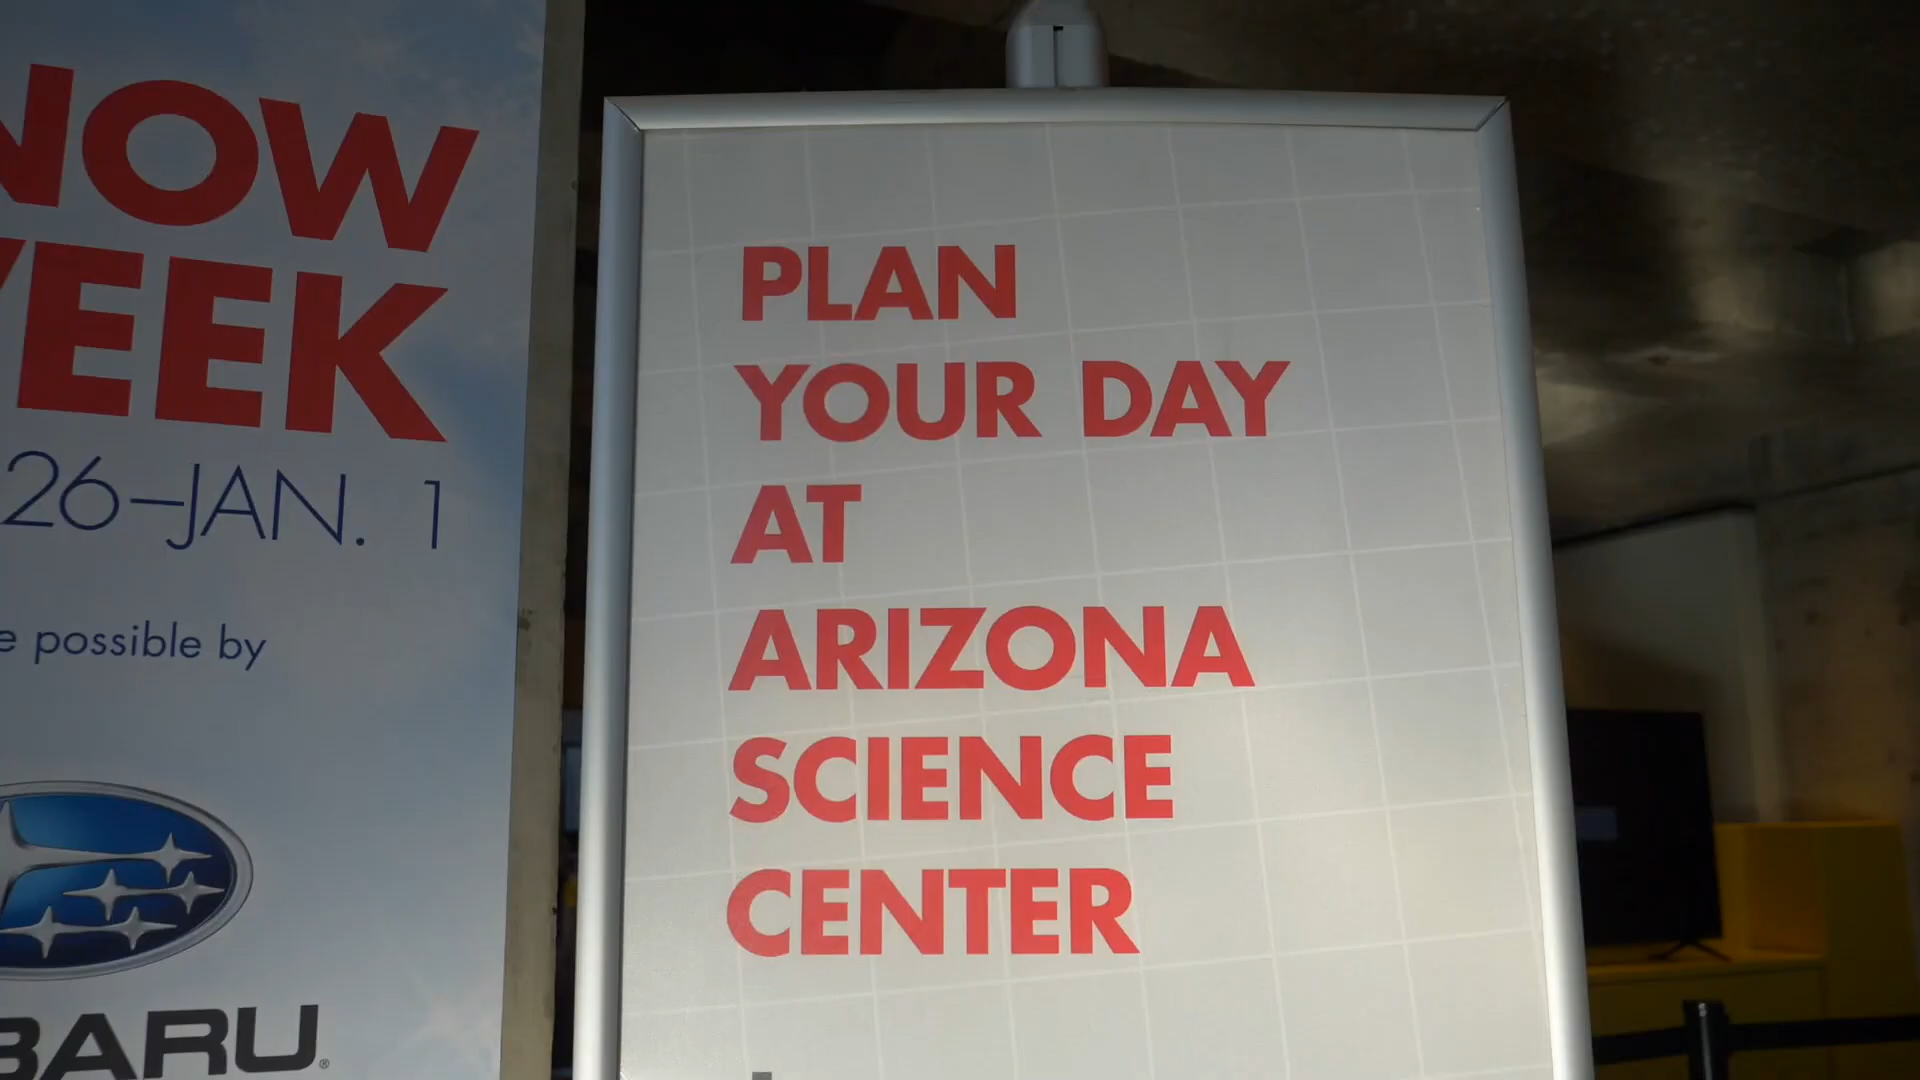 NOW
EEK
26–JAN. 1
e possible by
BARU®
PLAN
YOUR DAY
AT
ARIZONA
SCIENCE
CENTER